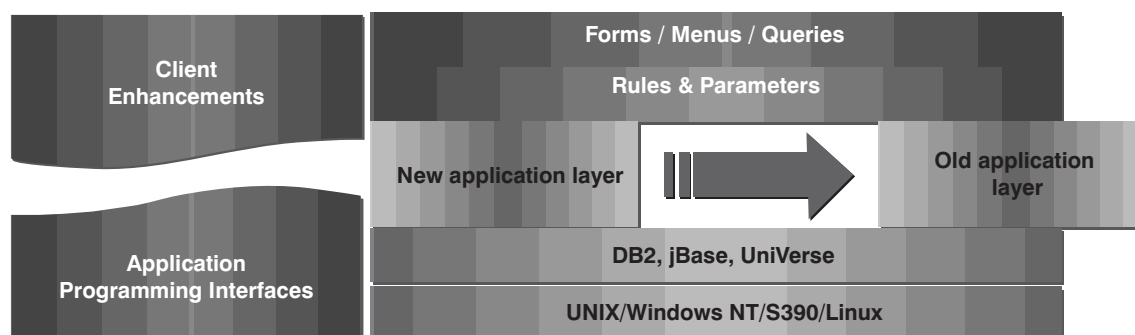 Client
Enhancements
Application
Programming Interfaces
Forms / Menus / Queries
Rules & Parameters
New application layer
Old application
layer
DB2, jBase, UniVerse
UNIX/Windows NT/S390/Linux